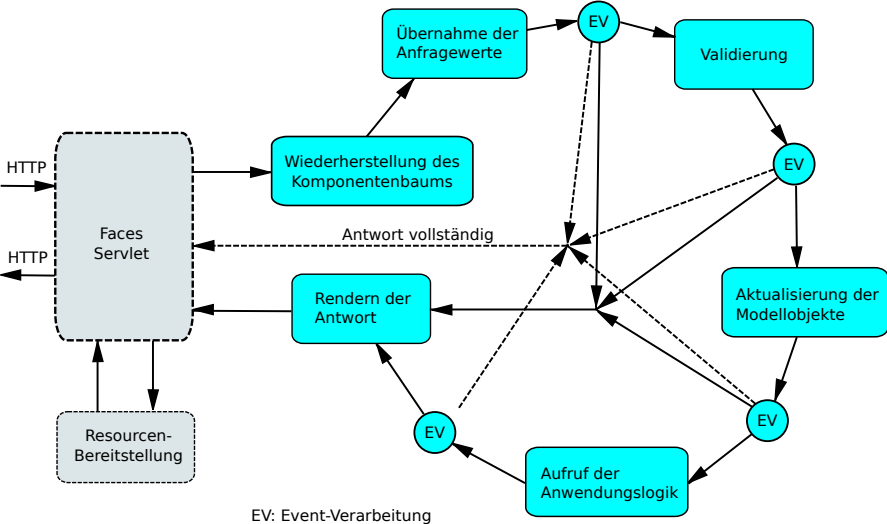 Übernahme der
Anfragewerte
EV
Validierung
HTTP
Wiederherstellung des
Komponentenbaums
EV
Faces
Servlet
Antwort vollständig
HTTP
Rendern der
Antwort
Aktualisierung der
Modellobjekte
EV
EV
Resourcen-
Bereitstellung
Aufruf der
Anwendungslogik
EV: Event-Verarbeitung